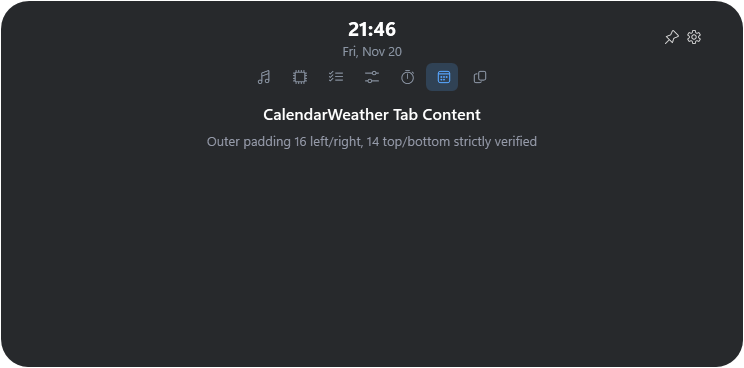 21:46
Fri, Nov 20
CalendarWeather Tab Content
Outer padding 16 left/right, 14 top/bottom strictly verified